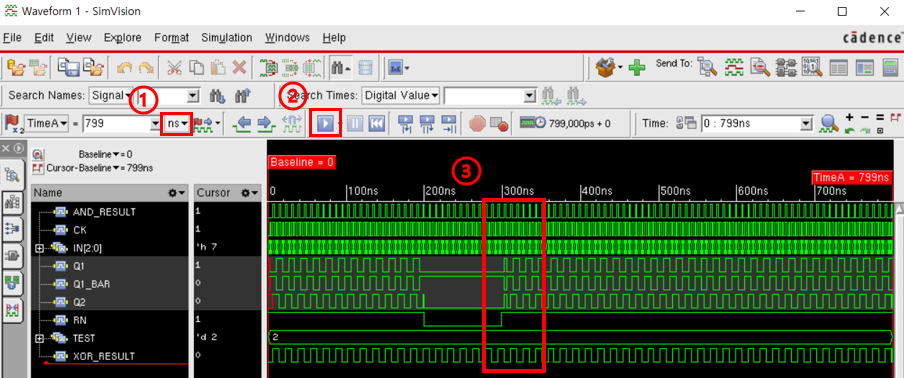 Waveform 1 - SimVision
File Edit View Explore Format Simulation Windows Help
cādence
Send To:
Search Names: Signal
Search Times: Digital Value
① ②
TimeA = 799 ns
799,000ps + 0
Time: 0 : 799ns
Baseline = 0
Cursor-Baseline = 799ns
Baseline = 0
③
TimeA = 799ns
Name Cursor
0 100ns 200ns 300ns 400ns 500ns 600ns 700ns
AND_RESULT 1
CK 1
IN[2:0] 'h 7
Q1 1
Q1_BAR 0
Q2 0
RN 1
TEST 'd 2 2
XOR_RESULT 0